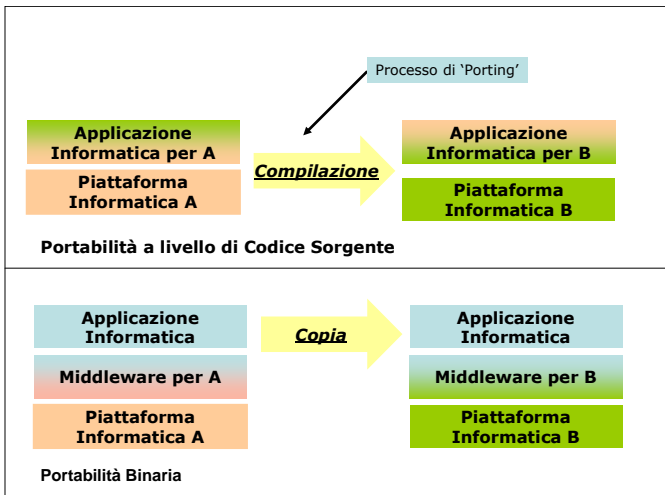 Processo di ‘Porting’
Applicazione
Informatica per A
Compilazione
Applicazione
Informatica per B
Piattaforma
Informatica A
Piattaforma
Informatica B
Portabilità a livello di Codice Sorgente
Applicazione
Informatica
Copia
Applicazione
Informatica
Middleware per A
Middleware per B
Piattaforma
Informatica A
Piattaforma
Informatica B
Portabilità Binaria